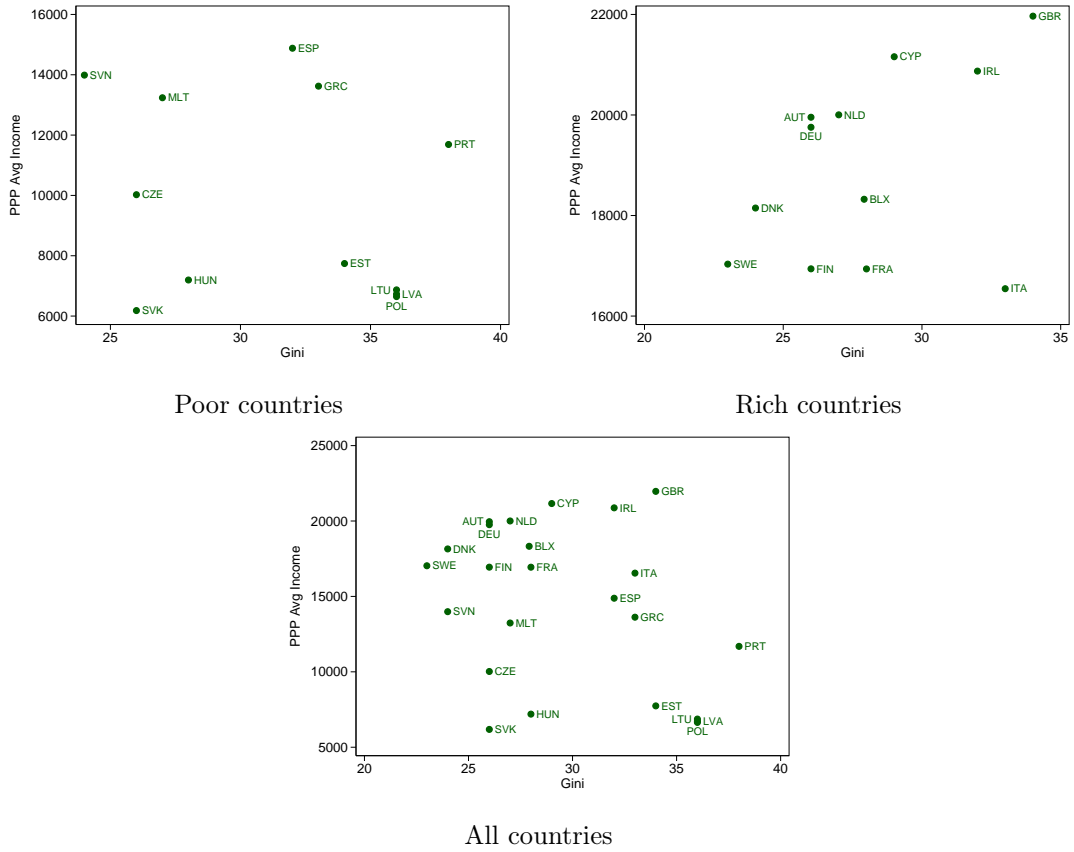 16000
14000
12000
10000
8000
6000
PPP Avg Income
SVN
MLT
ESP
GRC
PRT
CZE
HUN
EST
LTU
LVA
POL
SVK
25 30 35 40
Gini
Poor countries
22000
20000
18000
16000
PPP Avg Income
GBR
CYP
IRL
AUT
NLD
DEU
BLX
DNK
SWE
FIN
FRA
ITA
20 25 30 35
Gini
Rich countries
25000
20000
15000
10000
5000
PPP Avg Income
GBR
CYP
IRL
AUT
NLD
DEU
DNK
BLX
SWE
FIN
FRA
ITA
ESP
SVN
MLT
GRC
PRT
CZE
EST
HUN
LTU
LVA
POL
SVK
20 25 30 35 40
Gini
All countries